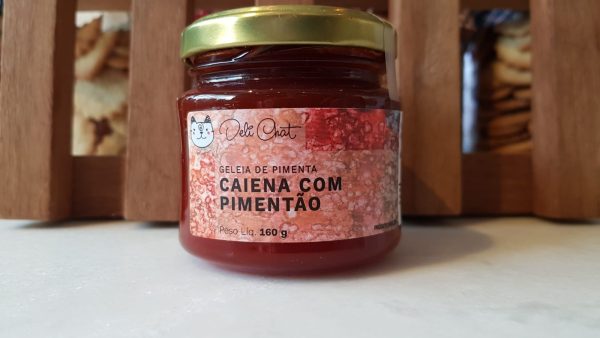 Deli Chat
GELEIA DE PIMENTA
CAIENA COM
PIMENTÃO
Peso Líq. 160 g